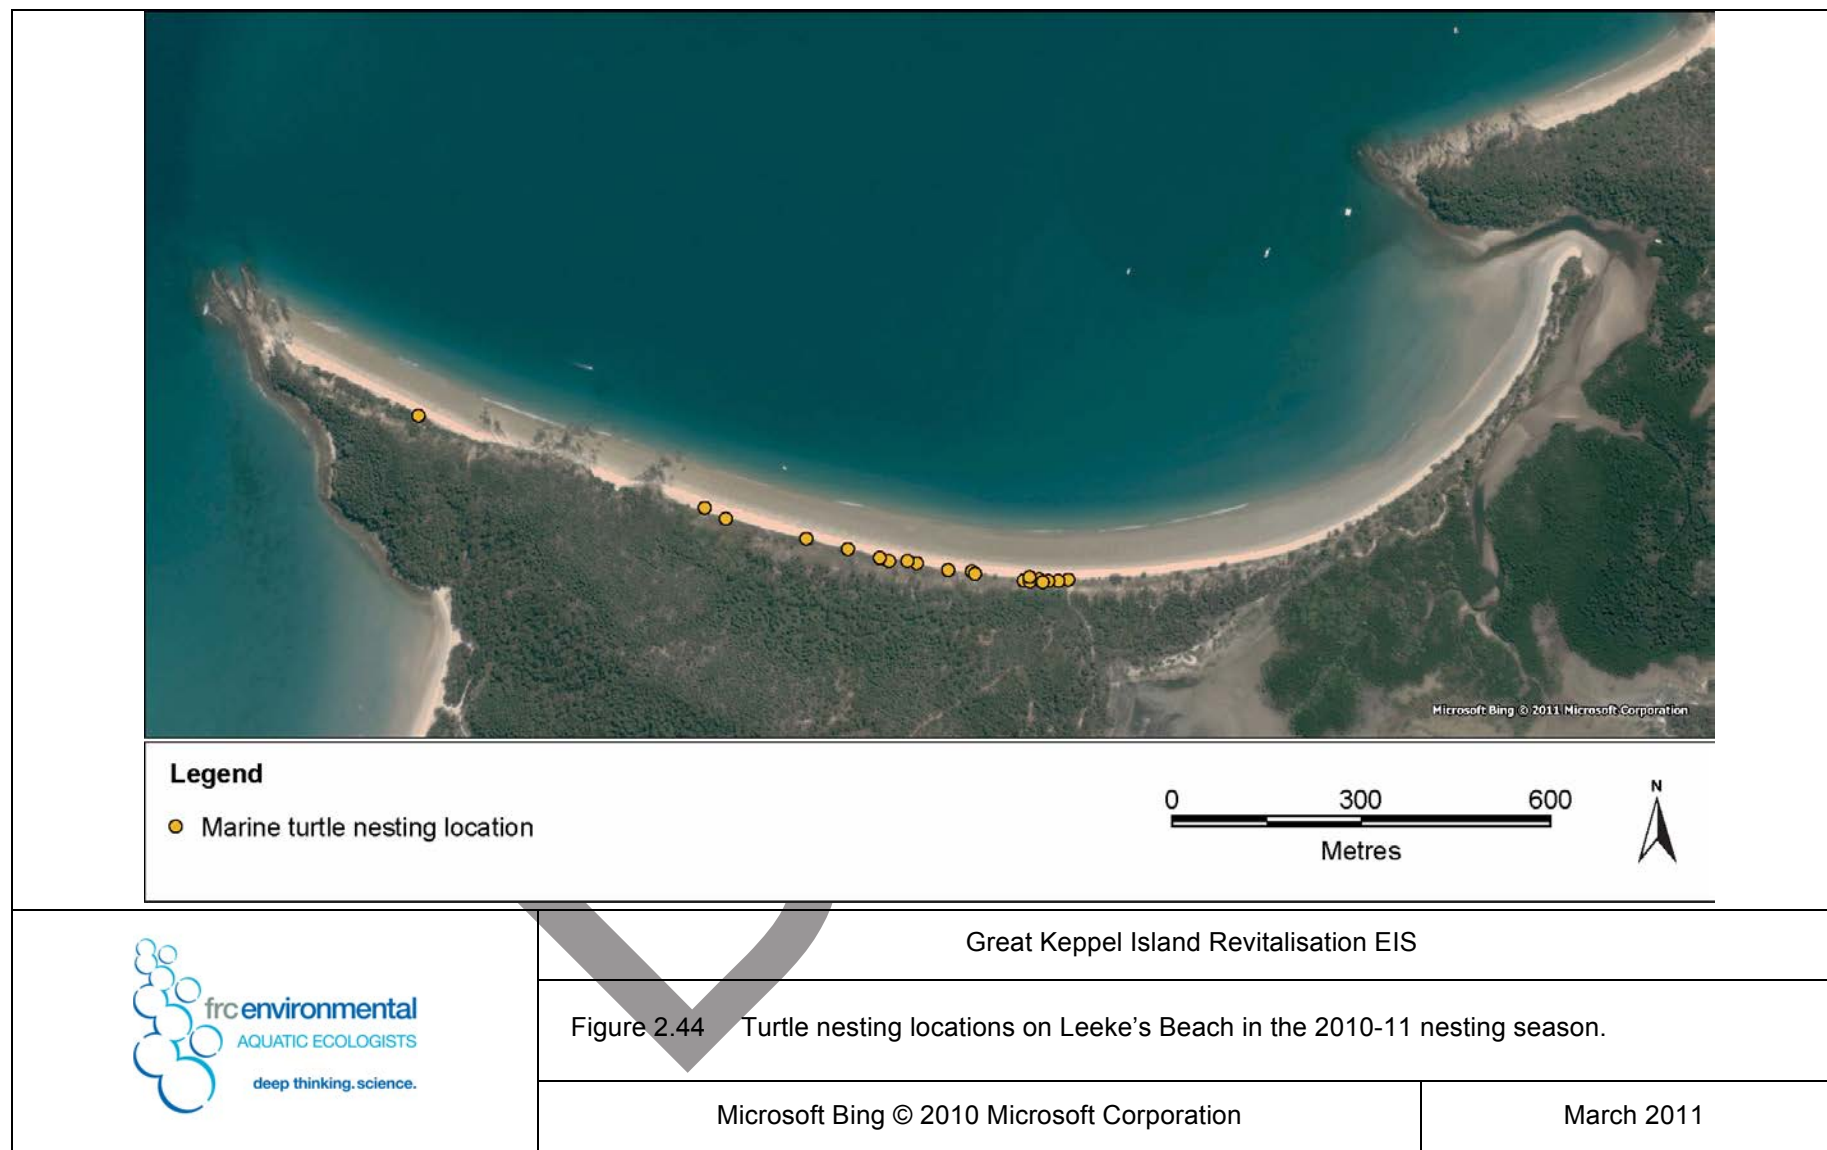 Microsoft Bing © 2011 Microsoft Corporation
Legend
Marine turtle nesting location
0 300 600
Metres
N
frc environmental
AQUATIC ECOLOGISTS
deep thinking. science.
Great Keppel Island Revitalisation EIS
Figure 2.44 Turtle nesting locations on Leeke’s Beach in the 2010-11 nesting season.
Microsoft Bing © 2010 Microsoft Corporation
March 2011